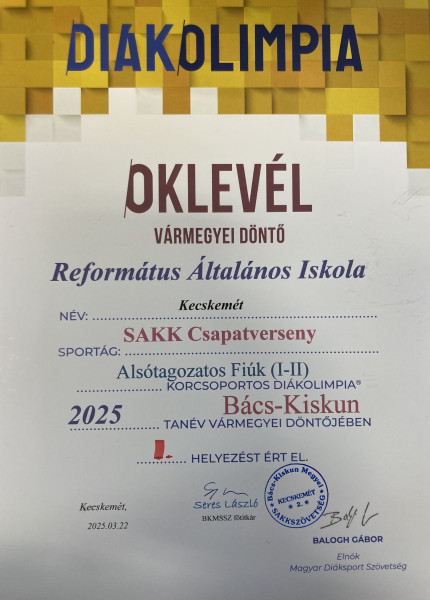 DIÁKOLIMPIA
OKLEVÉL
VÁRMEGYEI DÖNTŐ
Református Általános Iskola
Kecskemét
NÉV:
SAKK Csapatverseny
SPORTÁG:
Alsótagozatos Fiúk (I-II)
KORCSOPORTOS DIÁKOLIMPIA®
2025 Bács-Kiskun
TANÉV VÁRMEGYEI DÖNTŐJÉBEN
1. HELYEZÉST ÉRT EL.
Bács-Kiskun Megyei
KECSKEMÉT
* 2. *
SAKKSZÖVETSÉG
Kecskemét,
2025.03.22
Seres László
BKMSSZ főtitkár
BALOGH GÁBOR
Elnök
Magyar Diáksport Szövetség